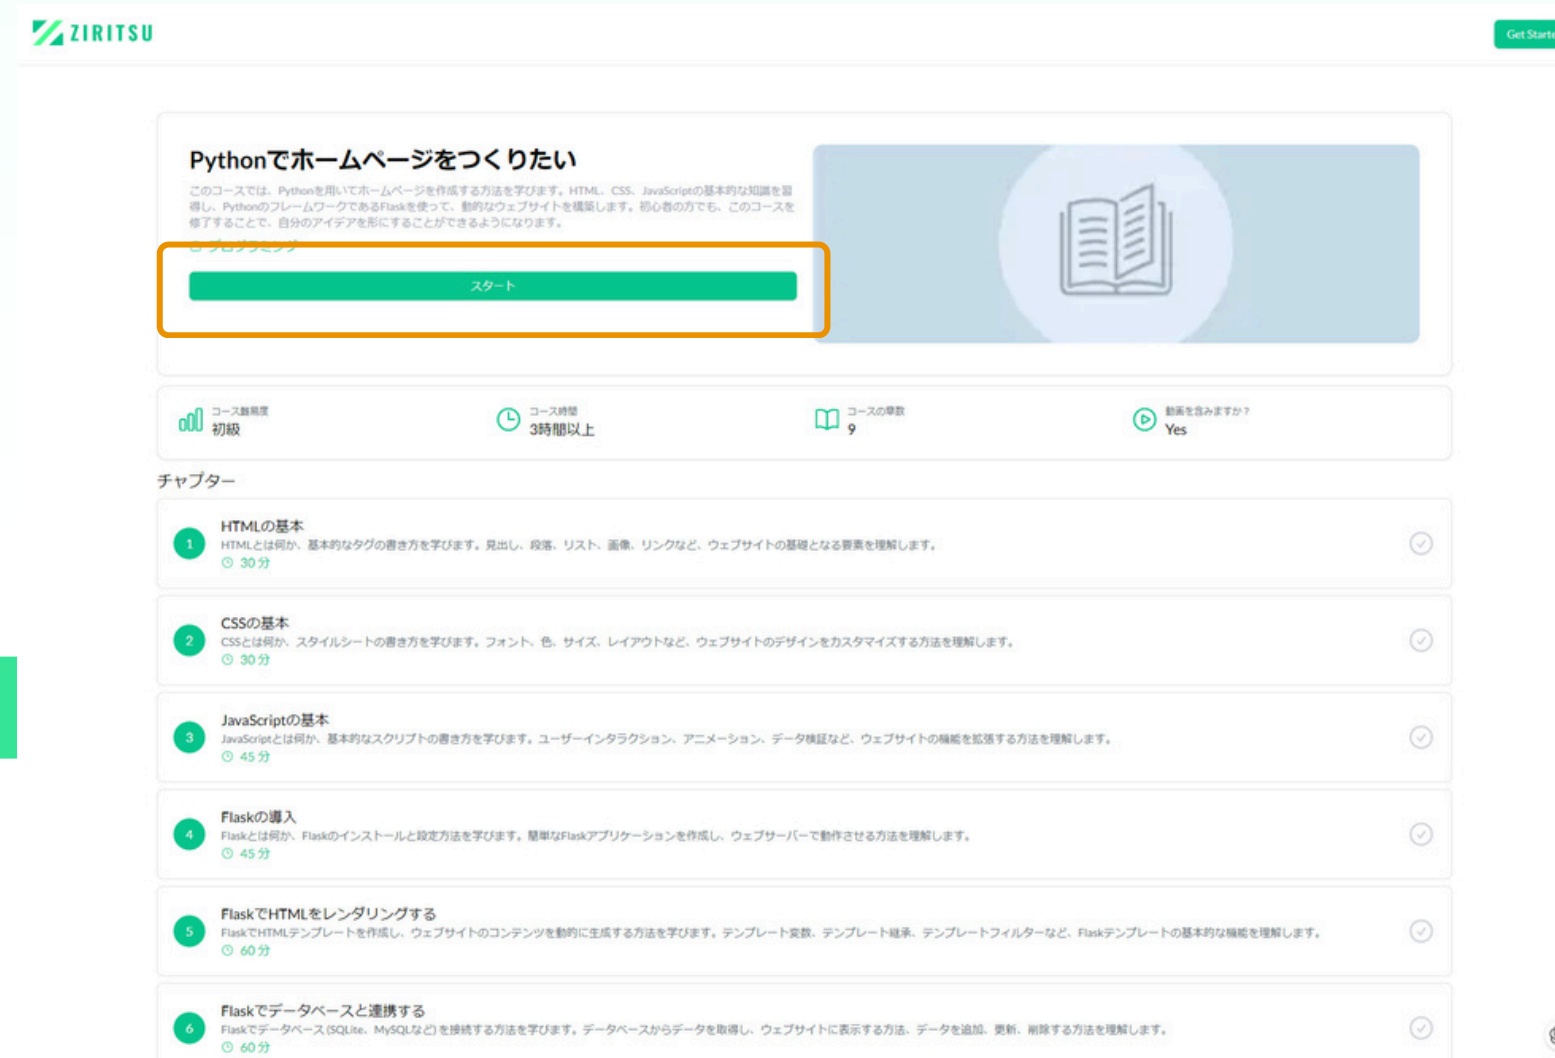 ZIRITSU
Get Starte
Pythonでホームページをつくりたい
このコースでは、Pythonを用いてホームページを作成する方法を学びます。HTML、CSS、JavaScriptの基本的な知識を習
得し、PythonのフレームワークであるFlaskを使って、動的なウェブサイトを構築します。初心者の方でも、このコースを
修了することで、自分のアイデアを形にすることができるようになります。
プログラミング
スタート
コース難易度
初級
コース時間
3時間以上
コースの章数
9
動画を含みますか？
Yes
チャプター
1
HTMLの基本
HTMLとは何か、基本的なタグの書き方を学びます。見出し、段落、リスト、画像、リンクなど、ウェブサイトの基礎となる要素を理解します。
30 分
2
CSSの基本
CSSとは何か、スタイルシートの書き方を学びます。フォント、色、サイズ、レイアウトなど、ウェブサイトのデザインをカスタマイズする方法を理解します。
30 分
3
JavaScriptの基本
JavaScriptとは何か、基本的なスクリプトの書き方を学びます。ユーザーインタラクション、アニメーション、データ検証など、ウェブサイトの機能を拡張する方法を理解します。
45 分
4
Flaskの導入
Flaskとは何か、Flaskのインストールと設定方法を学びます。簡単なFlaskアプリケーションを作成し、ウェブサーバーで動作させる方法を理解します。
45 分
5
FlaskでHTMLをレンダリングする
FlaskでHTMLテンプレートを作成し、ウェブサイトのコンテンツを動的に生成する方法を学びます。テンプレート変数、テンプレート継承、テンプレートフィルターなど、Flaskテンプレートの基本的な機能を理解します。
60 分
6
Flaskでデータベースと連携する
Flaskでデータベース (SQLite、MySQLなど) を接続する方法を学びます。データベースからデータを取得し、ウェブサイトに表示する方法、データを追加、更新、削除する方法を理解します。
60 分